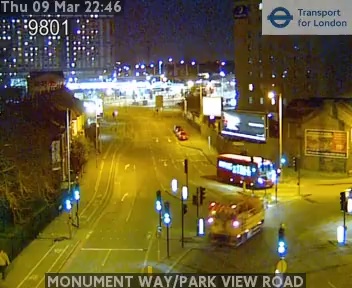 Thu 09 Mar 22:46
Transport
for London
9801
MONUMENT WAY/PARK VIEW ROAD